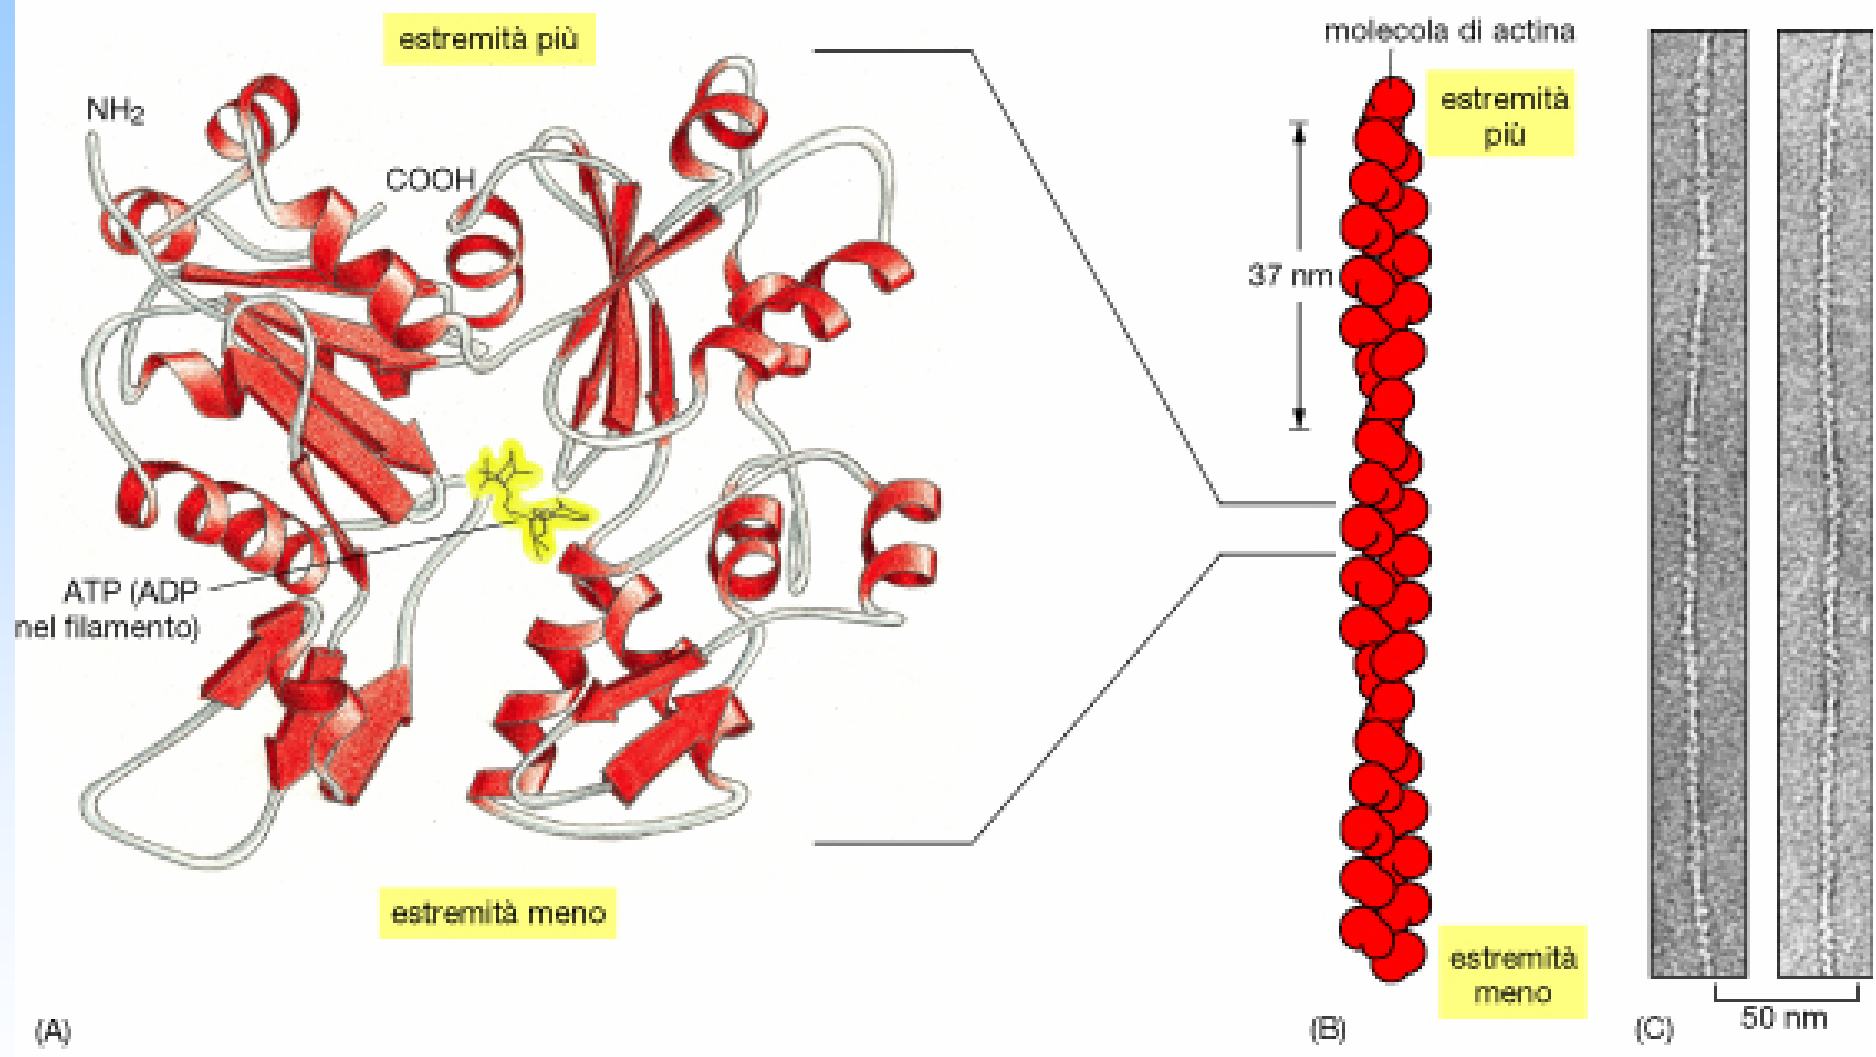 estremità più
NH2
COOH
ATP (ADP
nel filamento)
estremità meno
(A)
molecola di actina
estremità
più
37 nm
estremità
meno
(B)
(C)
50 nm